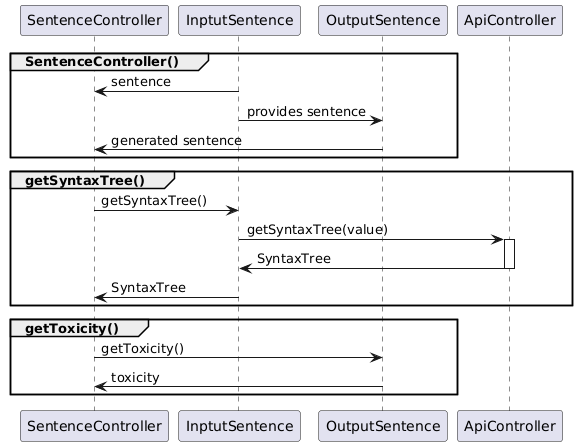 SentenceController InptutSentence OutputSentence ApiController
SentenceController()
sentence
provides sentence
generated sentence
getSyntaxTree()
getSyntaxTree()
getSyntaxTree(value)
SyntaxTree
SyntaxTree
getToxicity()
getToxicity()
toxicity
SentenceController InptutSentence OutputSentence ApiController